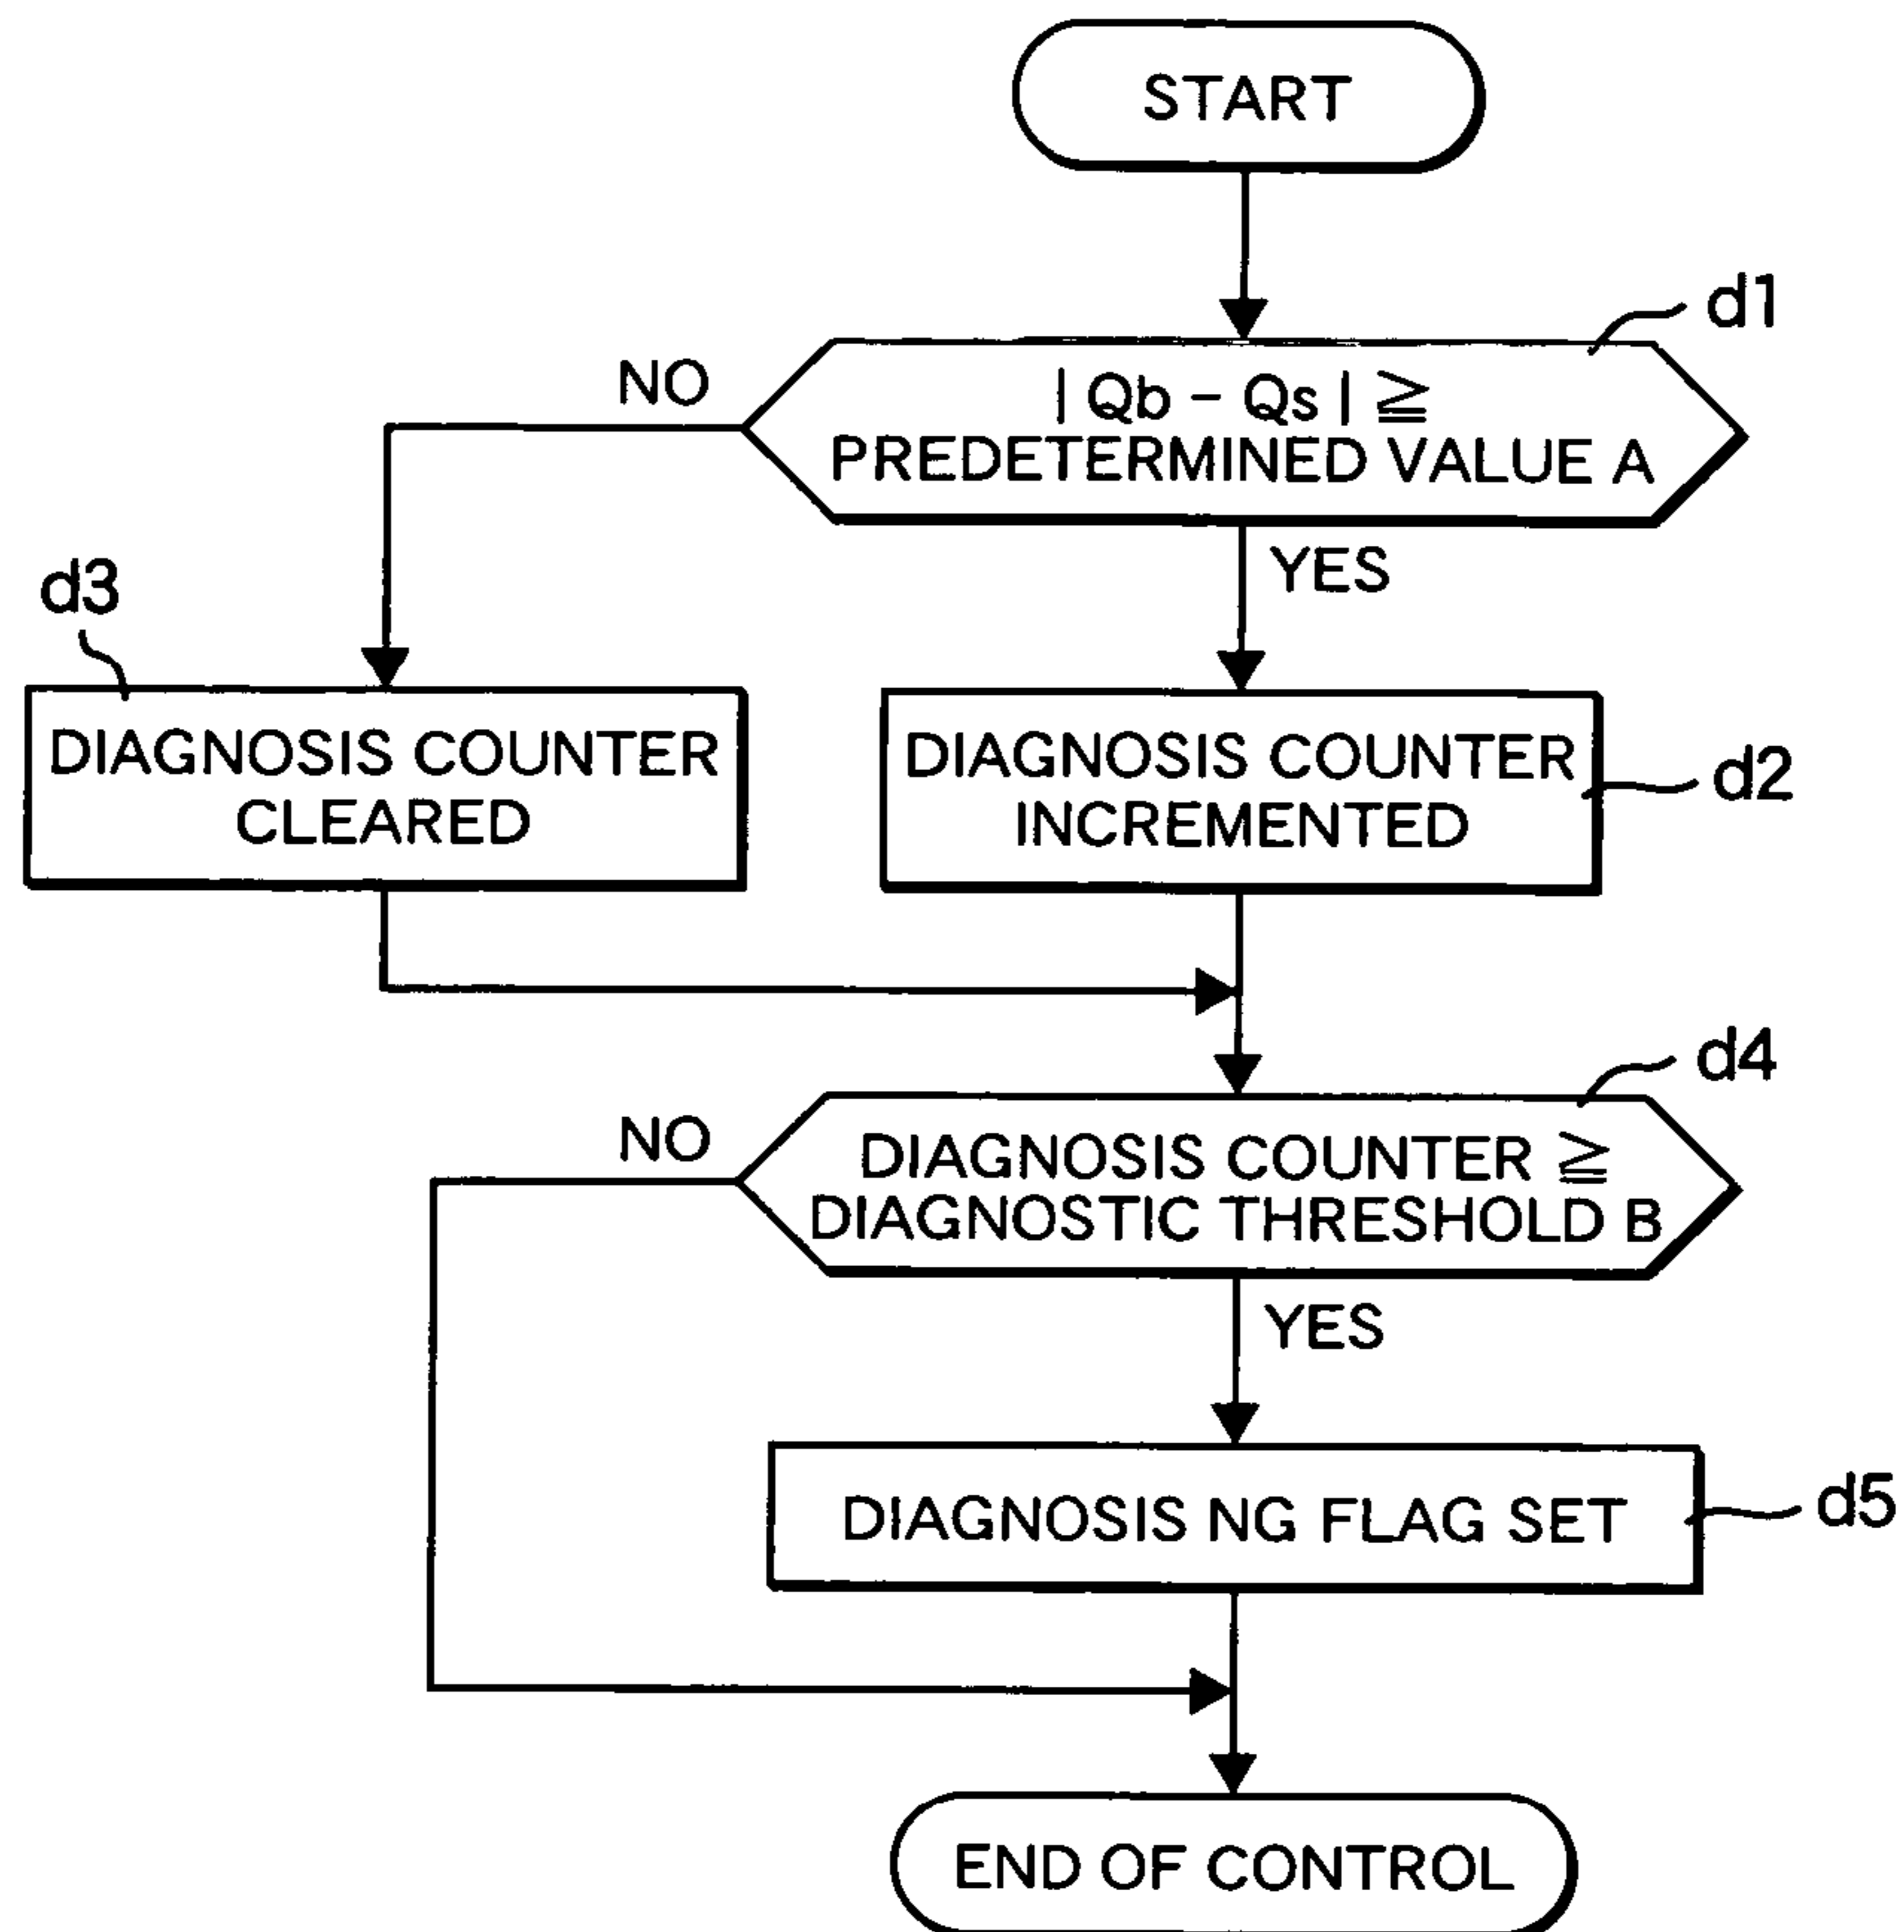 START
d1
NO
| Qb - Qs | ≧
PREDETERMINED VALUE A
YES
d3
DIAGNOSIS COUNTER
CLEARED
DIAGNOSIS COUNTER
INCREMENTED
d2
d4
NO
DIAGNOSIS COUNTER ≧
DIAGNOSTIC THRESHOLD B
YES
DIAGNOSIS NG FLAG SET
d5
END OF CONTROL